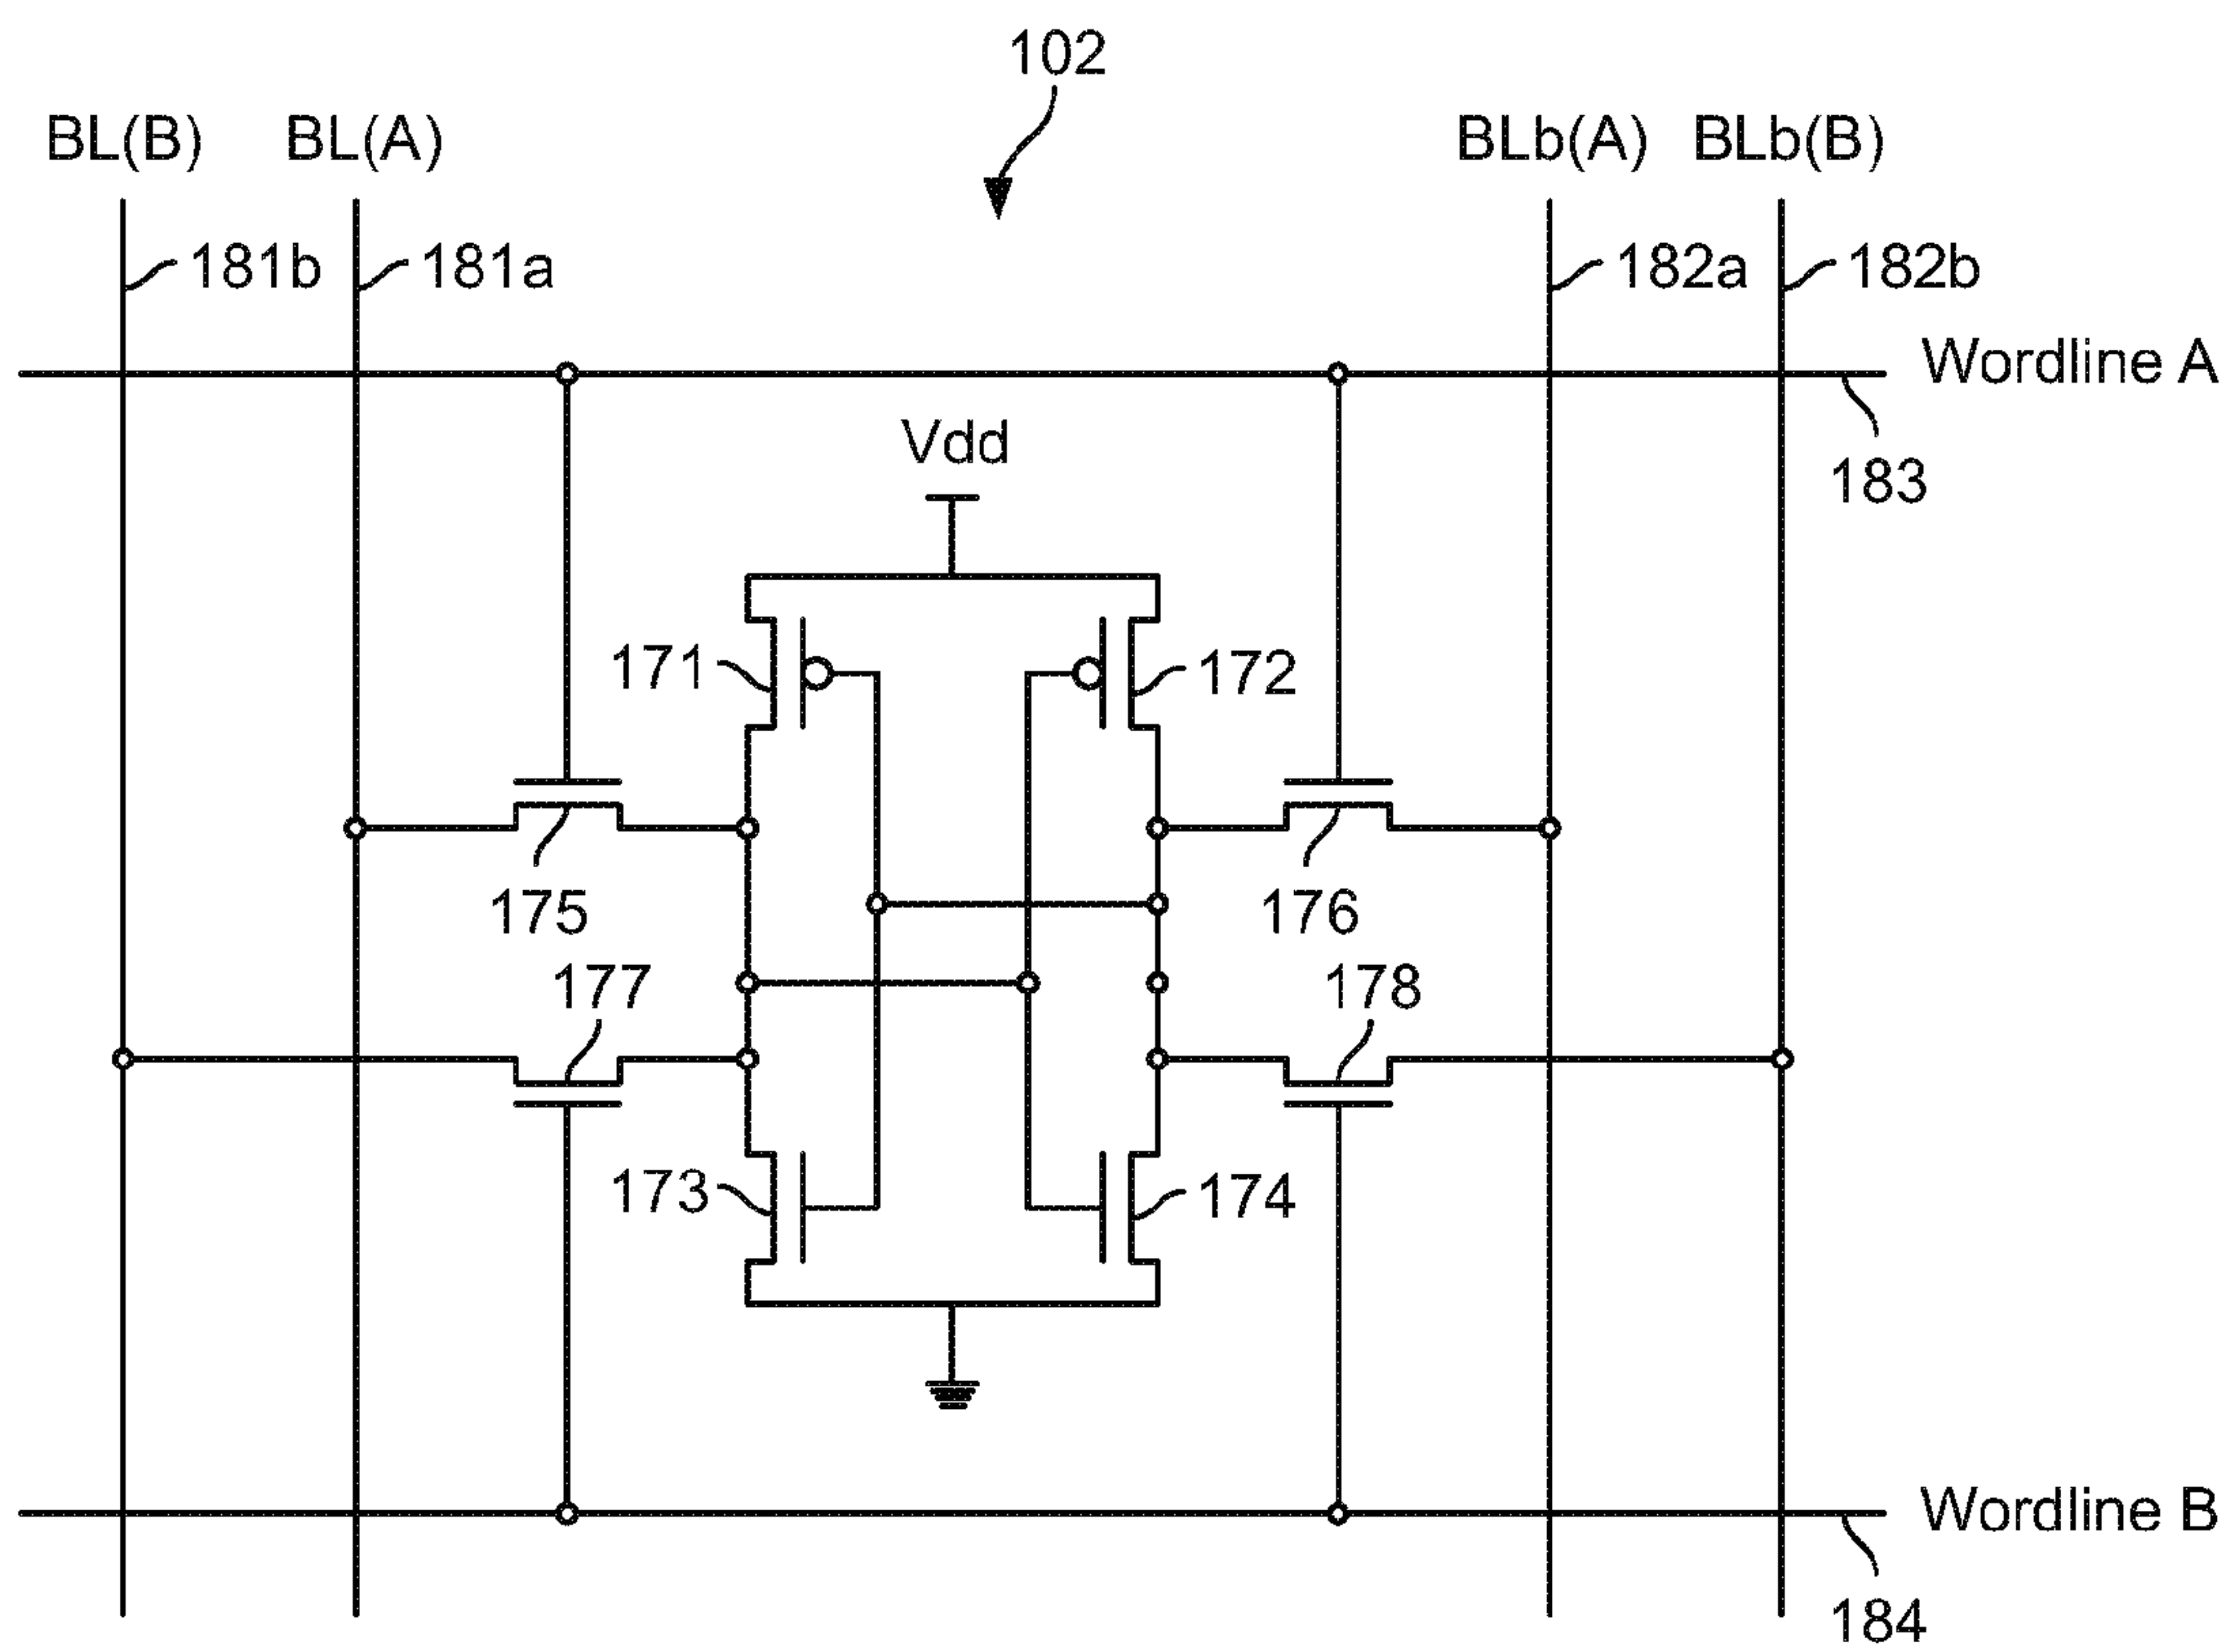 102
BL(B) BL(A) BLb(A) BLb(B)
181b 181a 182a 182b
Wordline A
Vdd
183
171 172
175 176
177 178
173 174
Wordline B
184